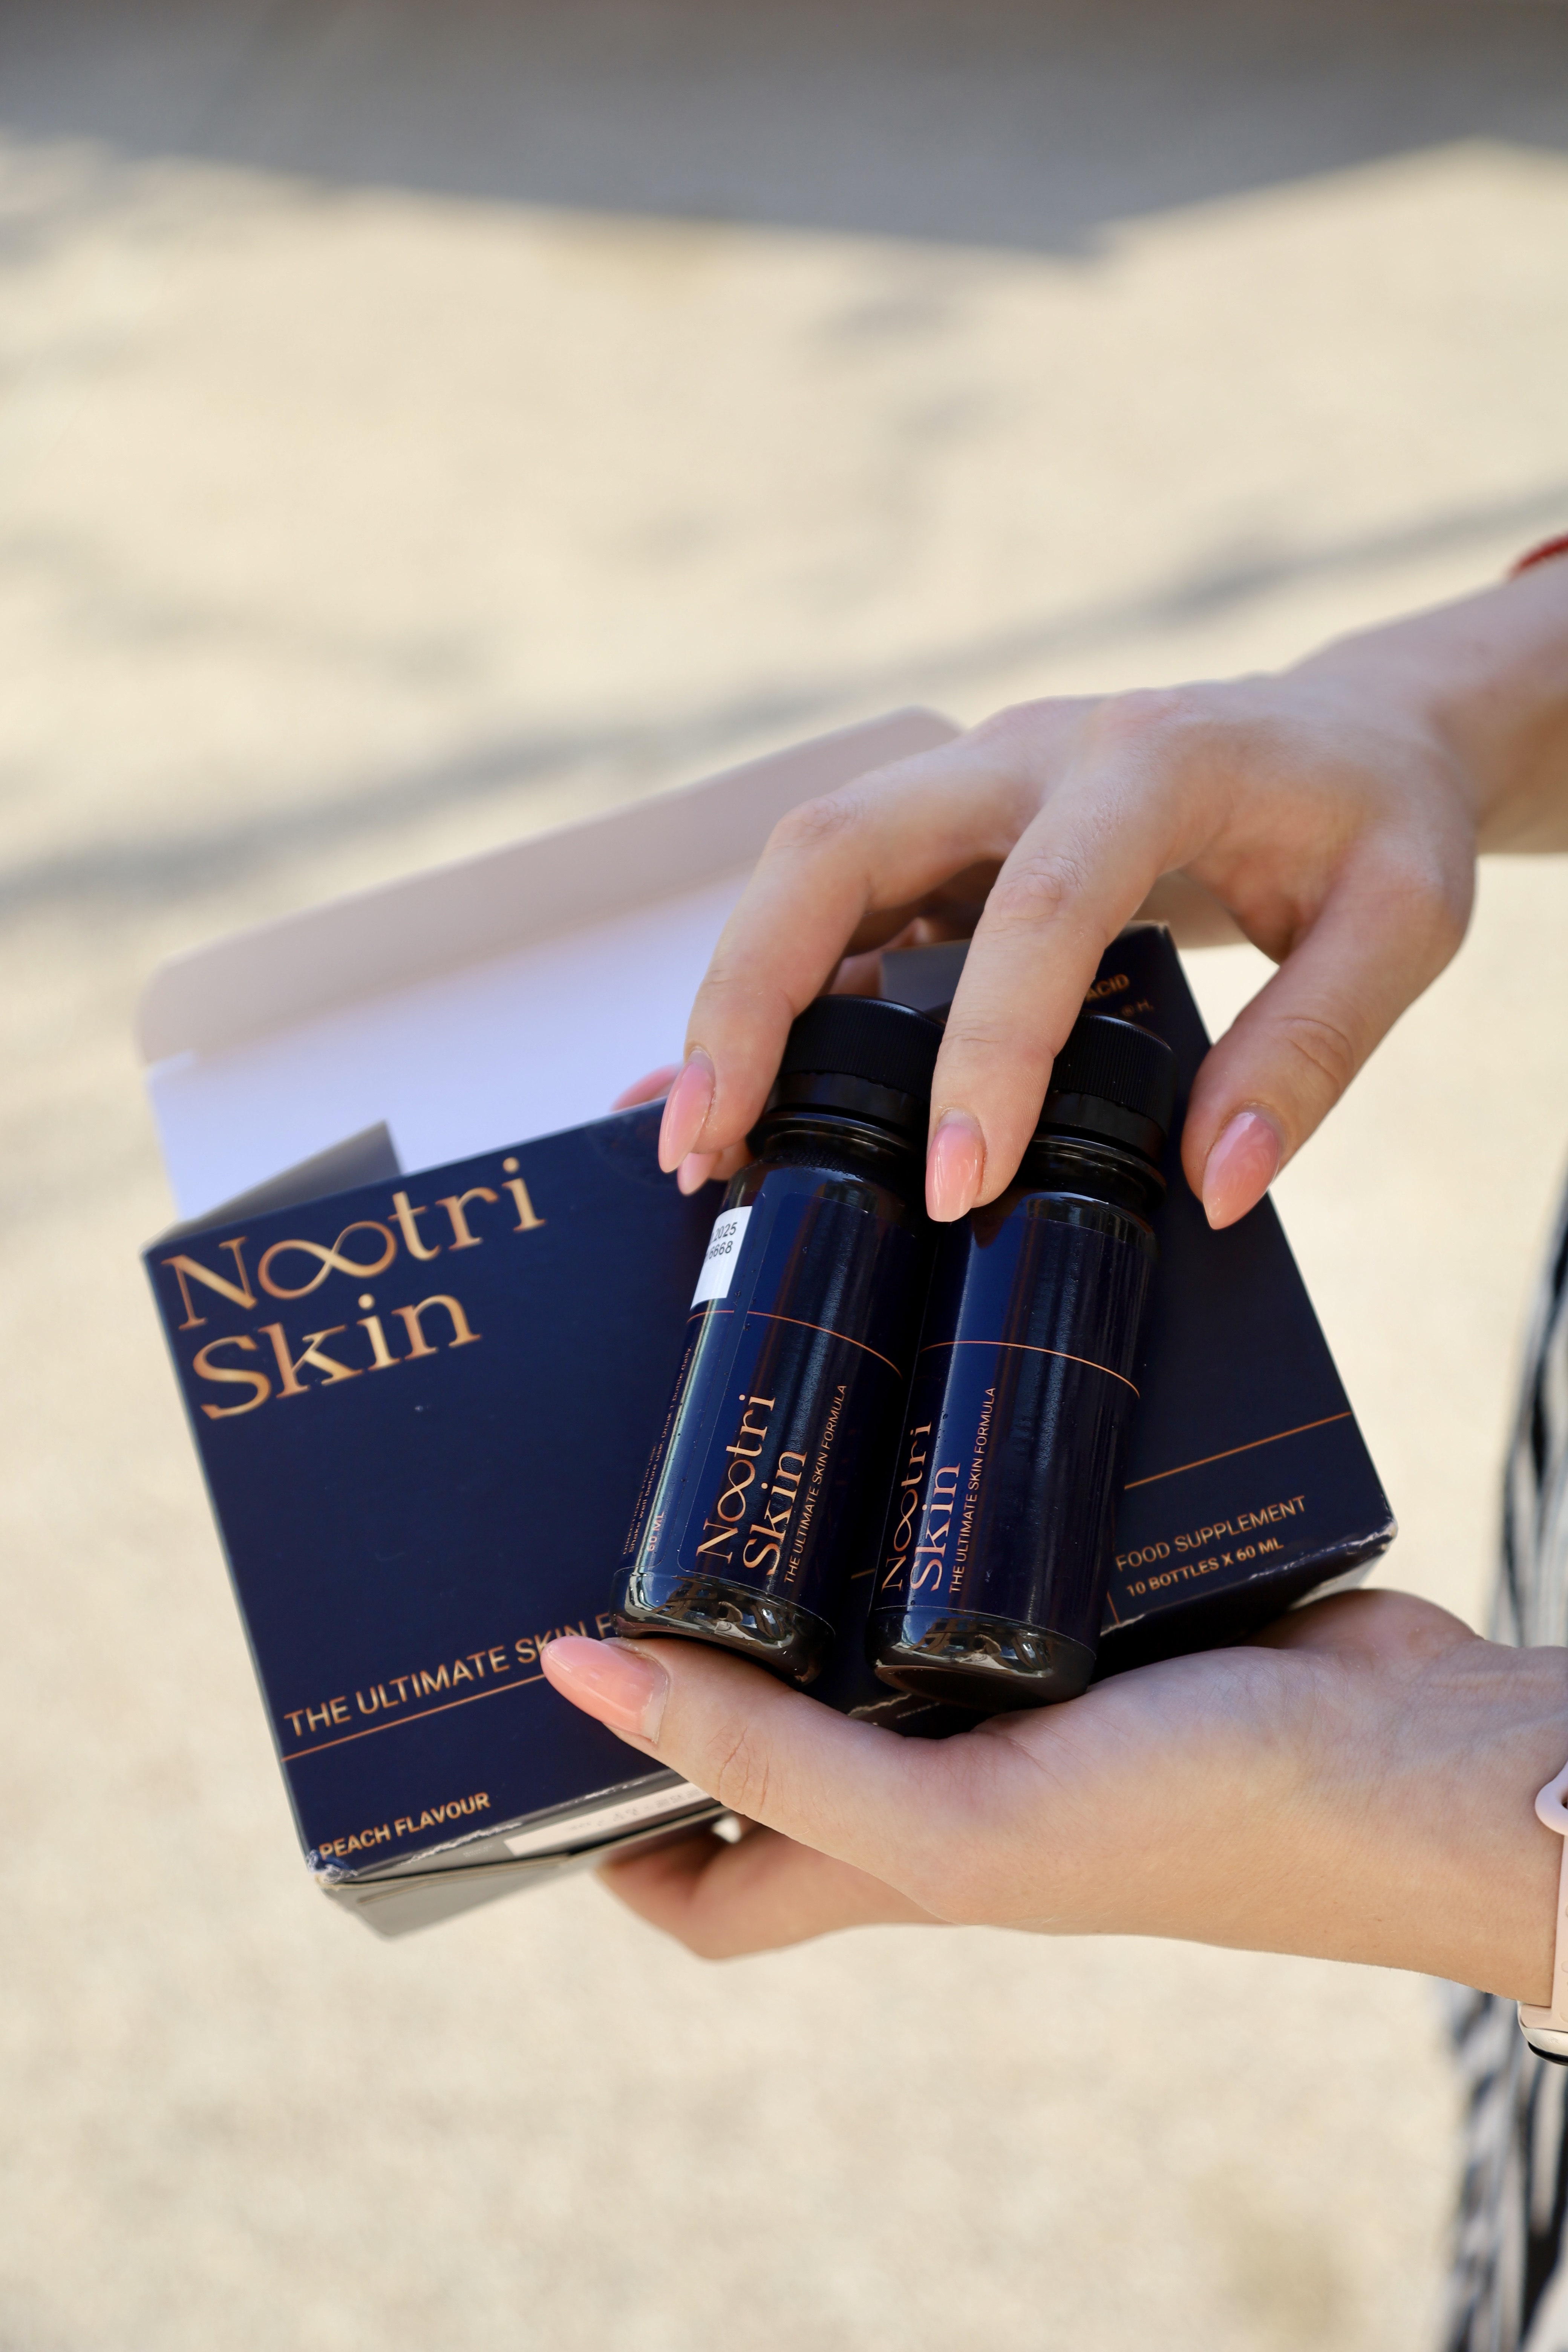 Nootri
Skin
THE ULTIMATE SKIN F
PEACH FLAVOUR
2025
6668
60 ML
Nootri
Skin
THE ULTIMATE SKIN FORMULA
Nootri
Skin
THE ULTIMATE SKIN FORMULA
ACID
FOOD SUPPLEMENT
10 BOTTLES X 60 ML